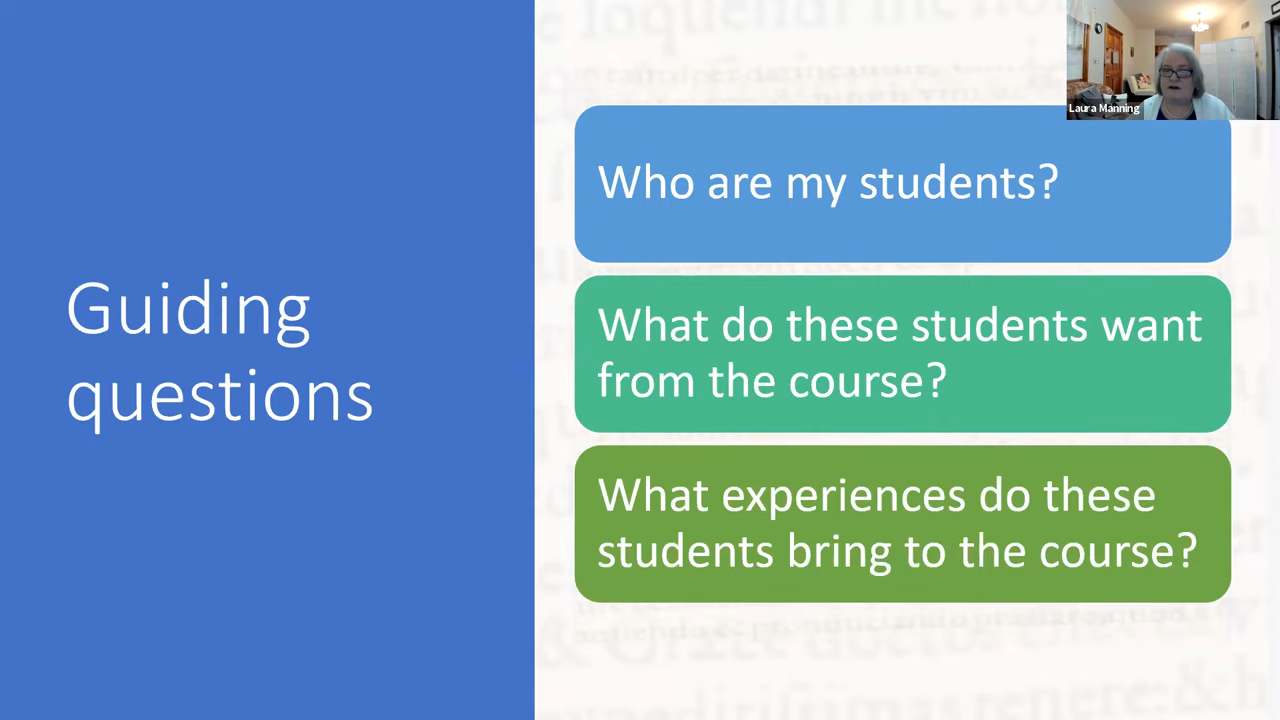 Guiding
questions
Who are my students?
What do these students want
from the course?
What experiences do these
students bring to the course?
Laura Manning